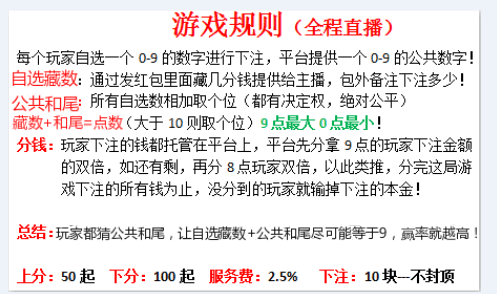 游戏规则（全程直播）
每个玩家自选一个 0-9 的数字进行下注，平台提供一个 0-9 的公共数字！
自选藏数：通过发红包里面藏几分钱提供给主播，包外备注下注多少！
公共和尾：所有自选数相加取个位（都有决定权，绝对公平）
藏数+和尾=点数（大于 10 则取个位）9 点最大 0 点最小！
分钱：玩家下注的钱都托管在平台上，平台先分拿 9 点的玩家下注金额
的双倍，如还有剩，再分 8 点玩家双倍，以此类推，分完这局游
戏下注的所有钱为止，没分到的玩家就输掉下注的本金！
总结:玩家都猜公共和尾，让自选藏数+公共和尾尽可能等于9，赢率就越高！
上分：50 起 下分：100 起 服务费：2.5% 下注：10 块---不封顶